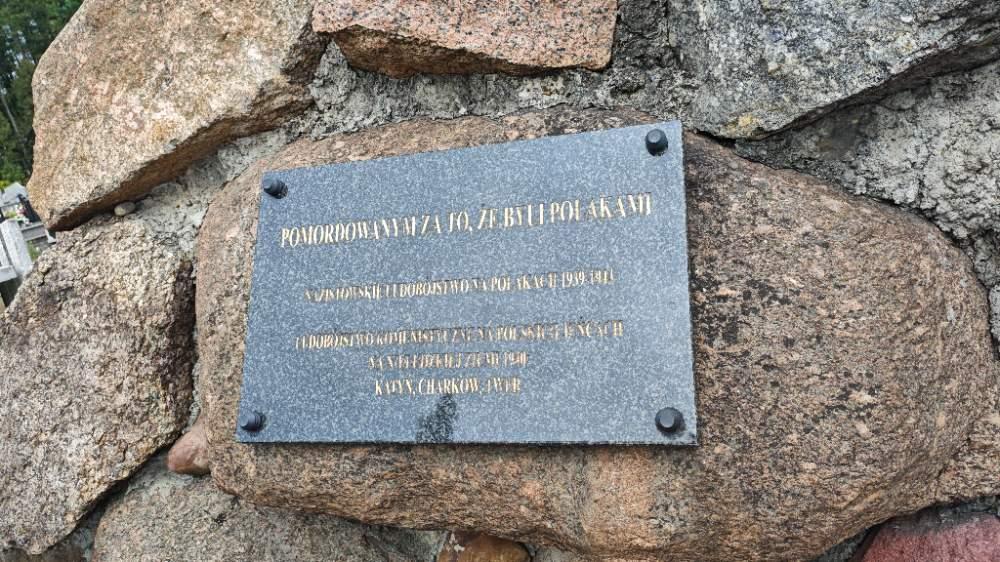 POMORDOWANYM ZA TO, ŻE BYLI POLAKAMI
NAZISTOWSKIE LUDOBÓJSTWO NA POLAKACH 1939-1944
LUDOBÓJSTWO KOMUNISTYCZNE NA POLSKICH JEŃCACH
NA NIELUDZKIEJ ZIEMI 1940
KATYŃ, CHARKÓW, TWER